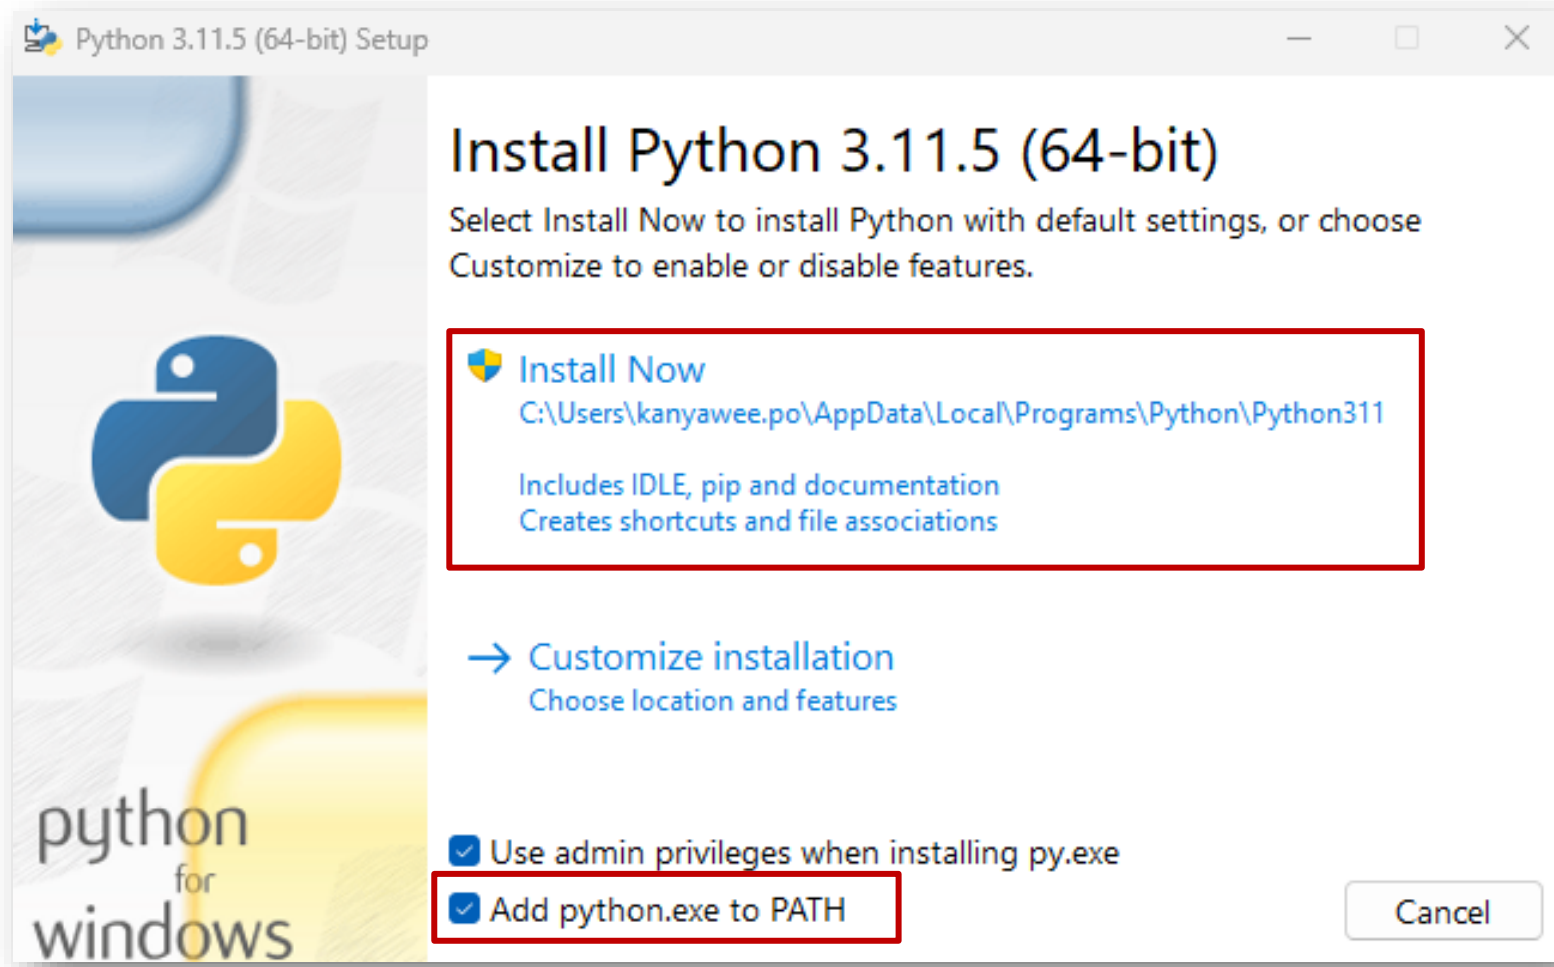 Python 3.11.5 (64-bit) Setup
Install Python 3.11.5 (64-bit)
Select Install Now to install Python with default settings, or choose
Customize to enable or disable features.
Install Now
C:\Users\kanyawee.po\AppData\Local\Programs\Python\Python311
Includes IDLE, pip and documentation
Creates shortcuts and file associations
Customize installation
Choose location and features
python
for
windows
Use admin privileges when installing py.exe
Add python.exe to PATH
Cancel